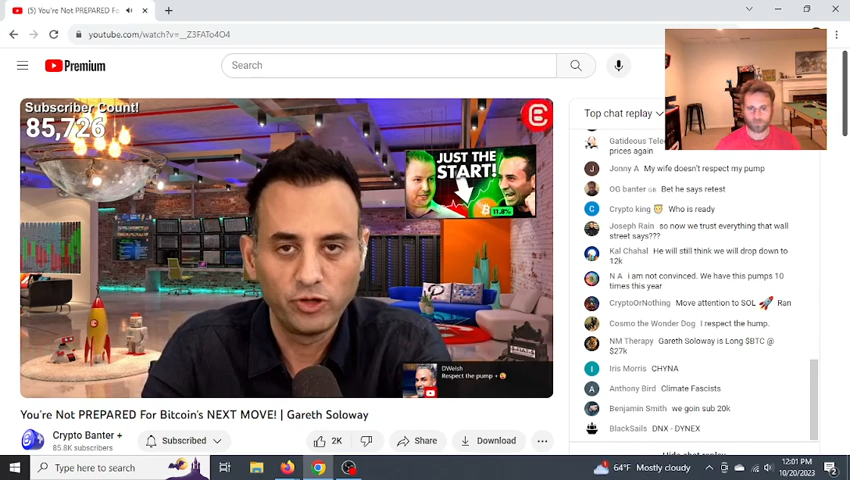 (5) You're Not PREPARED Fo
youtube.com/watch?v=__Z3FATo4O4
Premium
Search
Subscriber Count!
85,726
JUST THE
START!
11.8%
DWelsh
Respect the pump +
You're Not PREPARED For Bitcoin's NEXT MOVE! | Gareth Soloway
Crypto Banter +
85.8K subscribers
Subscribed
2K
Share
Download
Top chat replay
Gatideous Tele
prices again
Jonny A My wife doesn't respect my pump
OG banter GB Bet he says retest
Crypto king Who is ready
Joseph Rain so now we trust everything that wall
street says???
Kal Chahal He will still think we will drop down to
12k
N A i am not convinced. We have this pumps 10
times this year
CryptoOrNothing Move attention to SOL Ran
Cosmo the Wonder Dog I respect the hump.
NM Therapy Gareth Soloway is Long $BTC @
$27k
Iris Morris CHYNA
Anthony Bird Climate Fascists
Benjamin Smith we goin sub 20k
BlackSails DNX - DYNEX
Hide chat replay
Type here to search
64°F Mostly cloudy
12:01 PM
10/20/2023
2